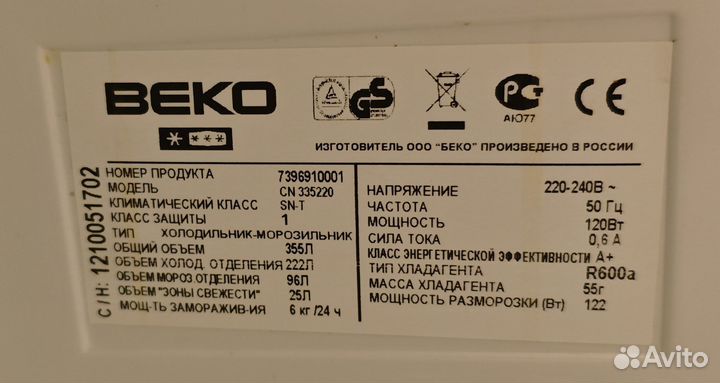 BEKO
GS
PC
АЮ77
CE
ИЗГОТОВИТЕЛЬ ООО "БЕКО" ПРОИЗВЕДЕНО В РОССИИ
С/Н: 1210051702
НОМЕР ПРОДУКТА 7396910001
МОДЕЛЬ CN 335220
КЛИМАТИЧЕСКИЙ КЛАСС SN-T
КЛАСС ЗАЩИТЫ 1
ТИП ХОЛОДИЛЬНИК-МОРОЗИЛЬНИК
ОБЩИЙ ОБЪЕМ 355Л
ОБЪЕМ ХОЛОД. ОТДЕЛЕНИЯ 222Л
ОБЪЕМ МОРОЗ ОТДЕЛЕНИЯ 96Л
ОБЪЕМ "ЗОНЫ СВЕЖЕСТИ" 25Л
МОЩ-ТЬ ЗАМОРАЖИВ-ИЯ 6 кг/24 ч
НАПРЯЖЕНИЕ 220-240В ~
ЧАСТОТА 50 Гц
МОЩНОСТЬ 120Вт
СИЛА ТОКА 0,6 А
КЛАСС ЭНЕРГЕТИЧЕСКОЙ ЭФФЕКТИВНОСТИ А+
ТИП ХЛАДАГЕНТА R600a
МАССА ХЛАДАГЕНТА 55г
МОЩНОСТЬ РАЗМОРОЗКИ (Вт) 122
Avito